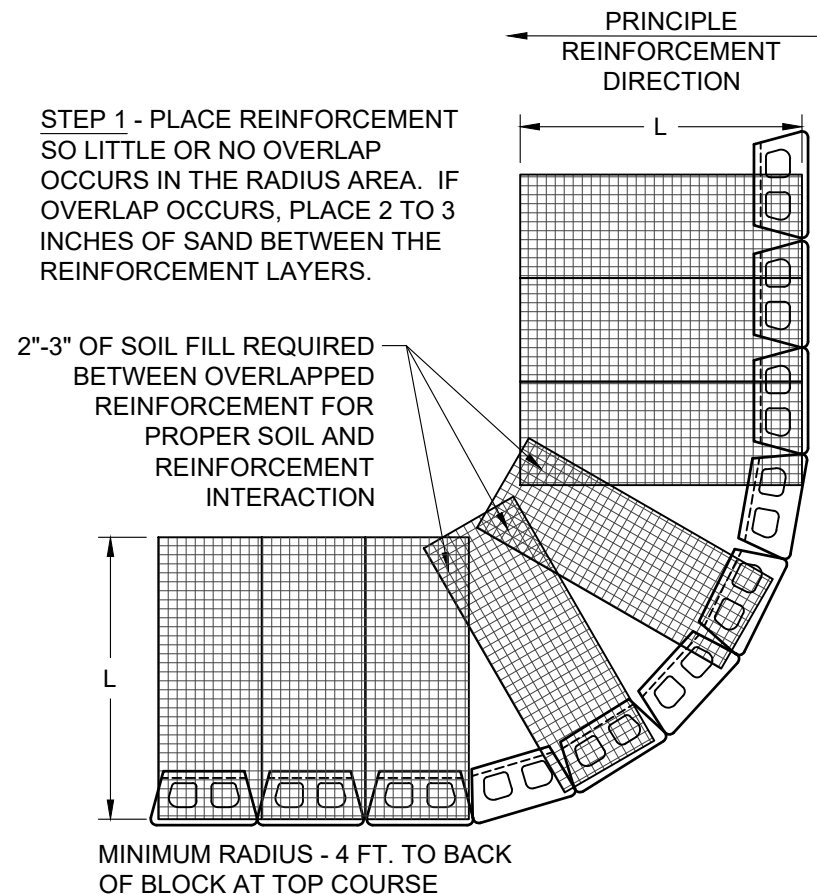 PRINCIPLE
REINFORCEMENT
DIRECTION
L
STEP 1 - PLACE REINFORCEMENT
SO LITTLE OR NO OVERLAP
OCCURS IN THE RADIUS AREA.  IF
OVERLAP OCCURS, PLACE 2 TO 3
INCHES OF SAND BETWEEN THE
REINFORCEMENT LAYERS.
2"-3" OF SOIL FILL REQUIRED
BETWEEN OVERLAPPED
REINFORCEMENT FOR
PROPER SOIL AND
REINFORCEMENT
INTERACTION
L
MINIMUM RADIUS - 4 FT. TO BACK
OF BLOCK AT TOP COURSE